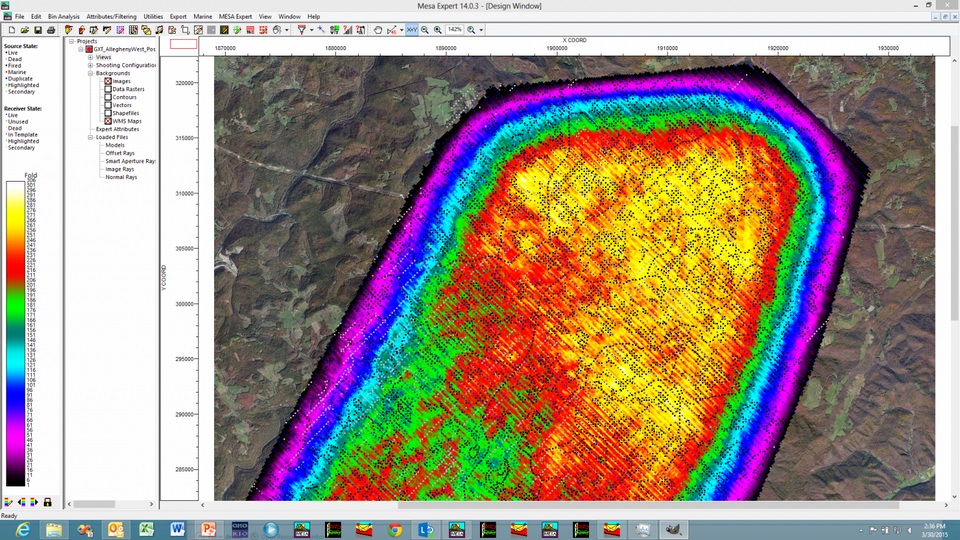 Mesa Expert 14.0.3 - [Design Window]
File Edit Bin Analysis Attributes/Filtering Utilities Export Marine MESA Expert View Window Help
142%
Source State:
Live
Dead
Fired
Marine
Duplicate
Highlighted
Secondary
Receiver State:
Live
Unused
Dead
In Template
Highlighted
Secondary
Fold
306
301
296
291
286
281
276
271
266
261
256
251
246
241
236
231
226
221
216
211
206
201
196
191
186
181
176
171
166
161
156
151
146
141
136
131
126
121
116
111
106
101
96
91
86
81
76
71
66
61
56
51
46
41
36
31
26
21
16
11
6
1
Projects
GXT_AlleghenyWest_Pos
Views
Shooting Configuratio
Backgrounds
Images
Data Rasters
Contours
Vectors
ShapeFiles
WMS Maps
Expert Attributes
Loaded Files
Models
Offset Rays
Smart Aperture Rays
Image Rays
Normal Rays
X COORD
1870000 1880000 1890000 1900000 1910000 1920000 1930000
Y COORD
320000
315000
310000
305000
300000
295000
290000
285000
Ready
2:36 PM
3/30/2015